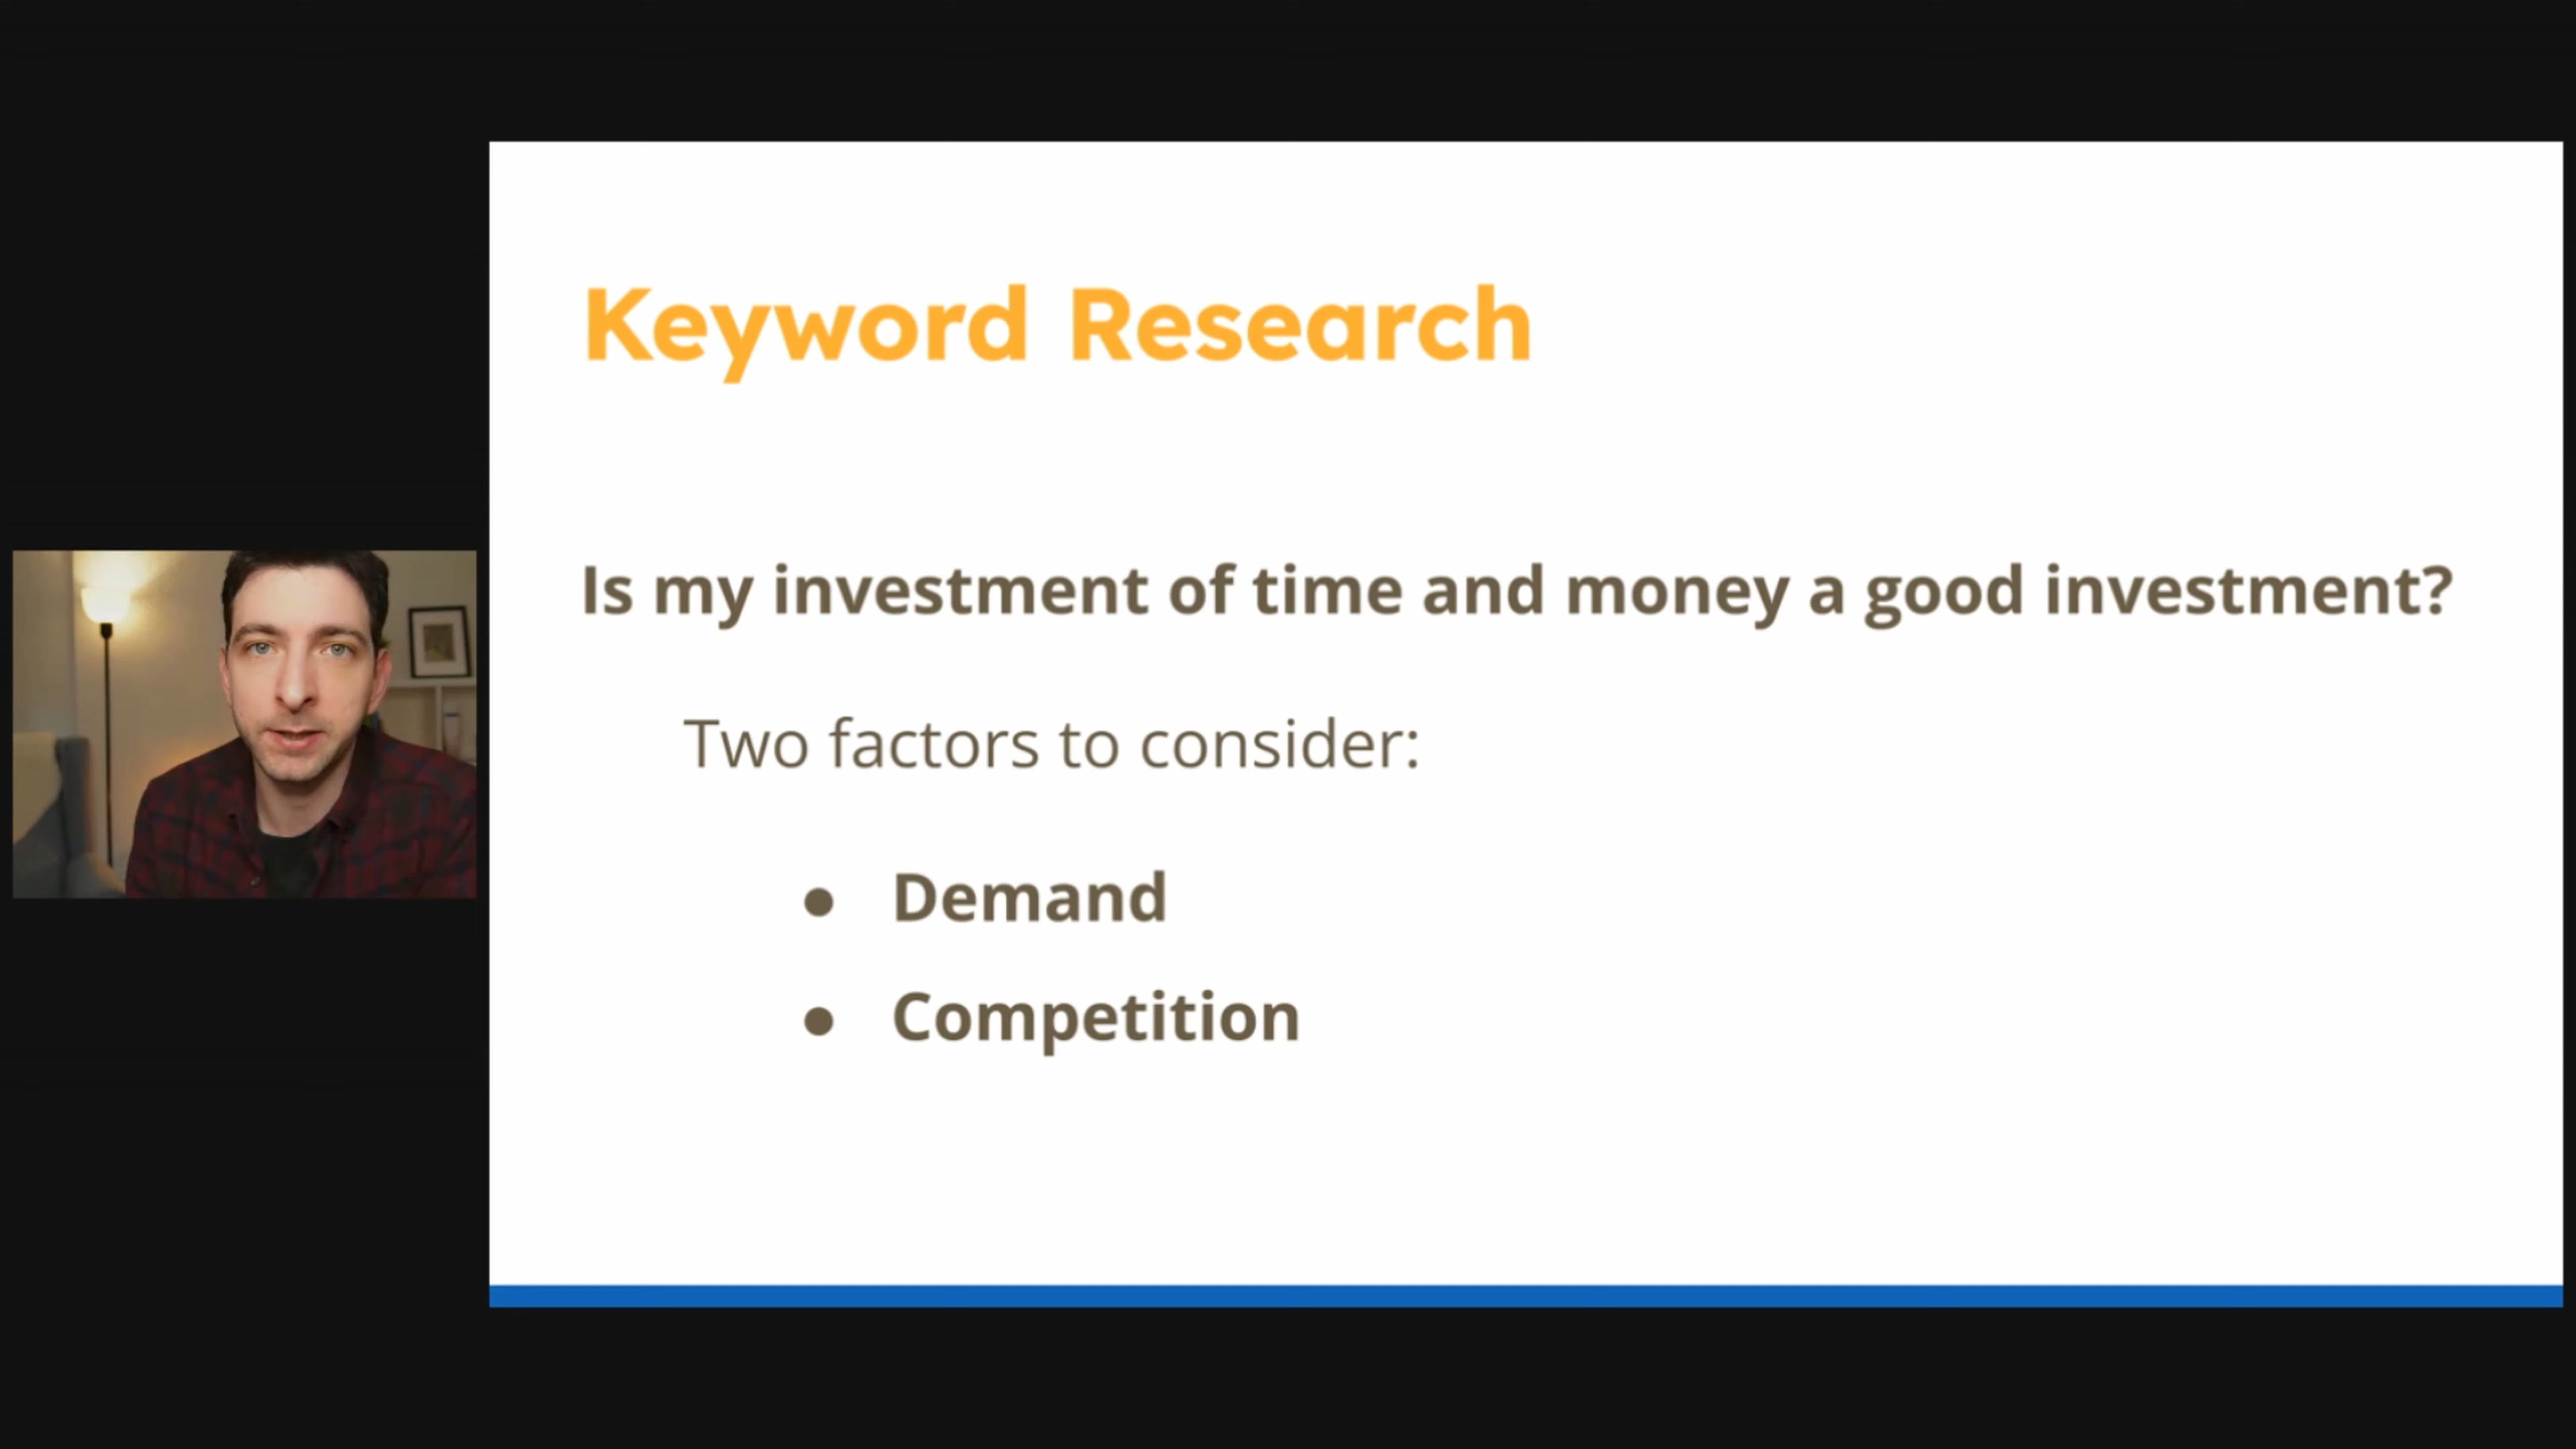 Keyword Research
Is my investment of time and money a good investment?
Two factors to consider:
● Demand
● Competition